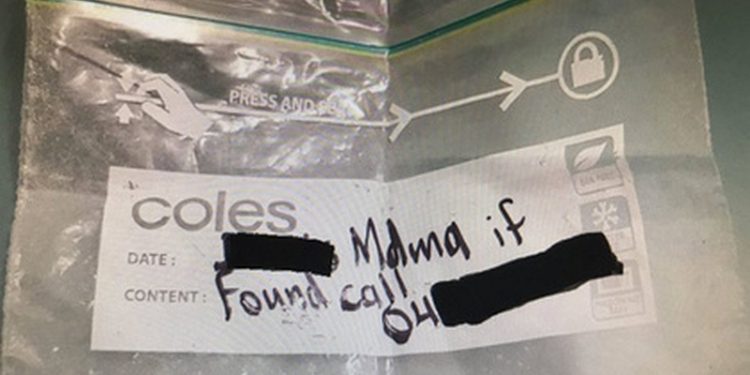 PRESS AND
coles
DATE: Mdma if
CONTENT: Found call
04